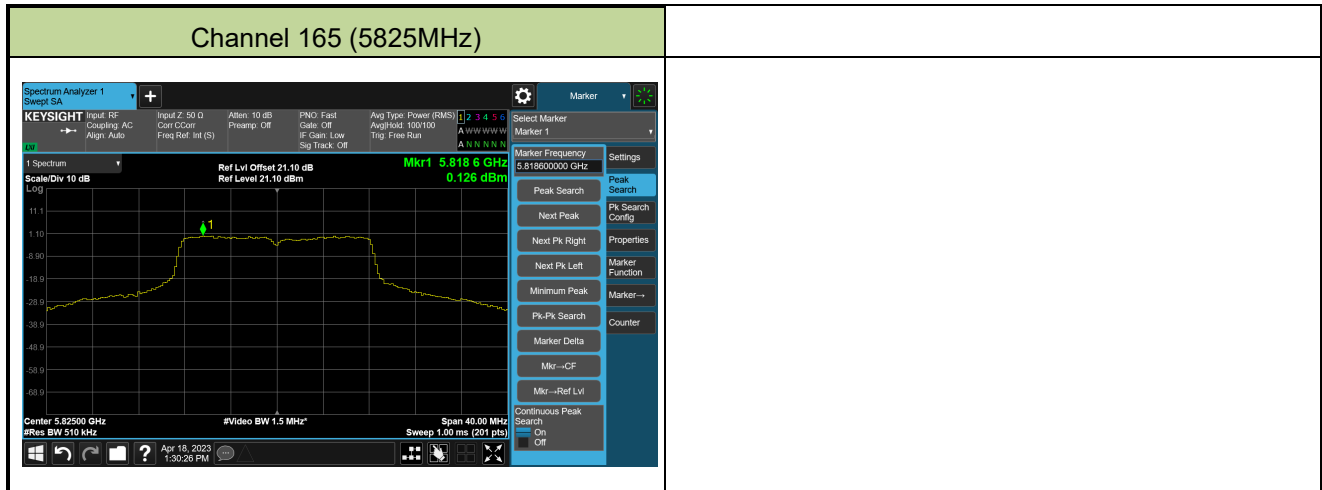 Channel 165 (5825MHz)
Spectrum Analyzer 1
Swept SA
Marker
KEYSIGHT
Input: RF
Coupling: AC
Align: Auto
Input Z: 50 Ω
Corr CCorr
Freq Ref: Int (S)
Atten: 10 dB
Preamp: Off
PNO: Fast
Gate: Off
IF Gain: Low
Sig Track: Off
Avg Type: Power (RMS)
Avg|Hold: 100/100
Trig: Free Run
1 2 3 4 5 6
A W W W W W
A N N N N N
LXI
Select Marker
Marker 1
1 Spectrum
Scale/Div 10 dB
Log
Ref Lvl Offset 21.10 dB
Ref Level 21.10 dBm
Mkr1 5.818 6 GHz
0.126 dBm
11.1
1.10
-8.90
-18.9
-28.9
-38.9
-48.9
-58.9
-68.9
1
Center 5.82500 GHz
#Res BW 510 kHz
#Video BW 1.5 MHz*
Span 40.00 MHz
Sweep 1.00 ms (201 pts)
Marker Frequency
5.818600000 GHz
Peak Search
Next Peak
Next Pk Right
Next Pk Left
Minimum Peak
Pk-Pk Search
Marker Delta
Mkr→CF
Mkr→Ref Lvl
Continuous Peak
Search
On
Off
Settings
Peak
Search
Pk Search
Config
Properties
Marker
Function
Marker→
Counter
?
Apr 18, 2023
1:30:26 PM